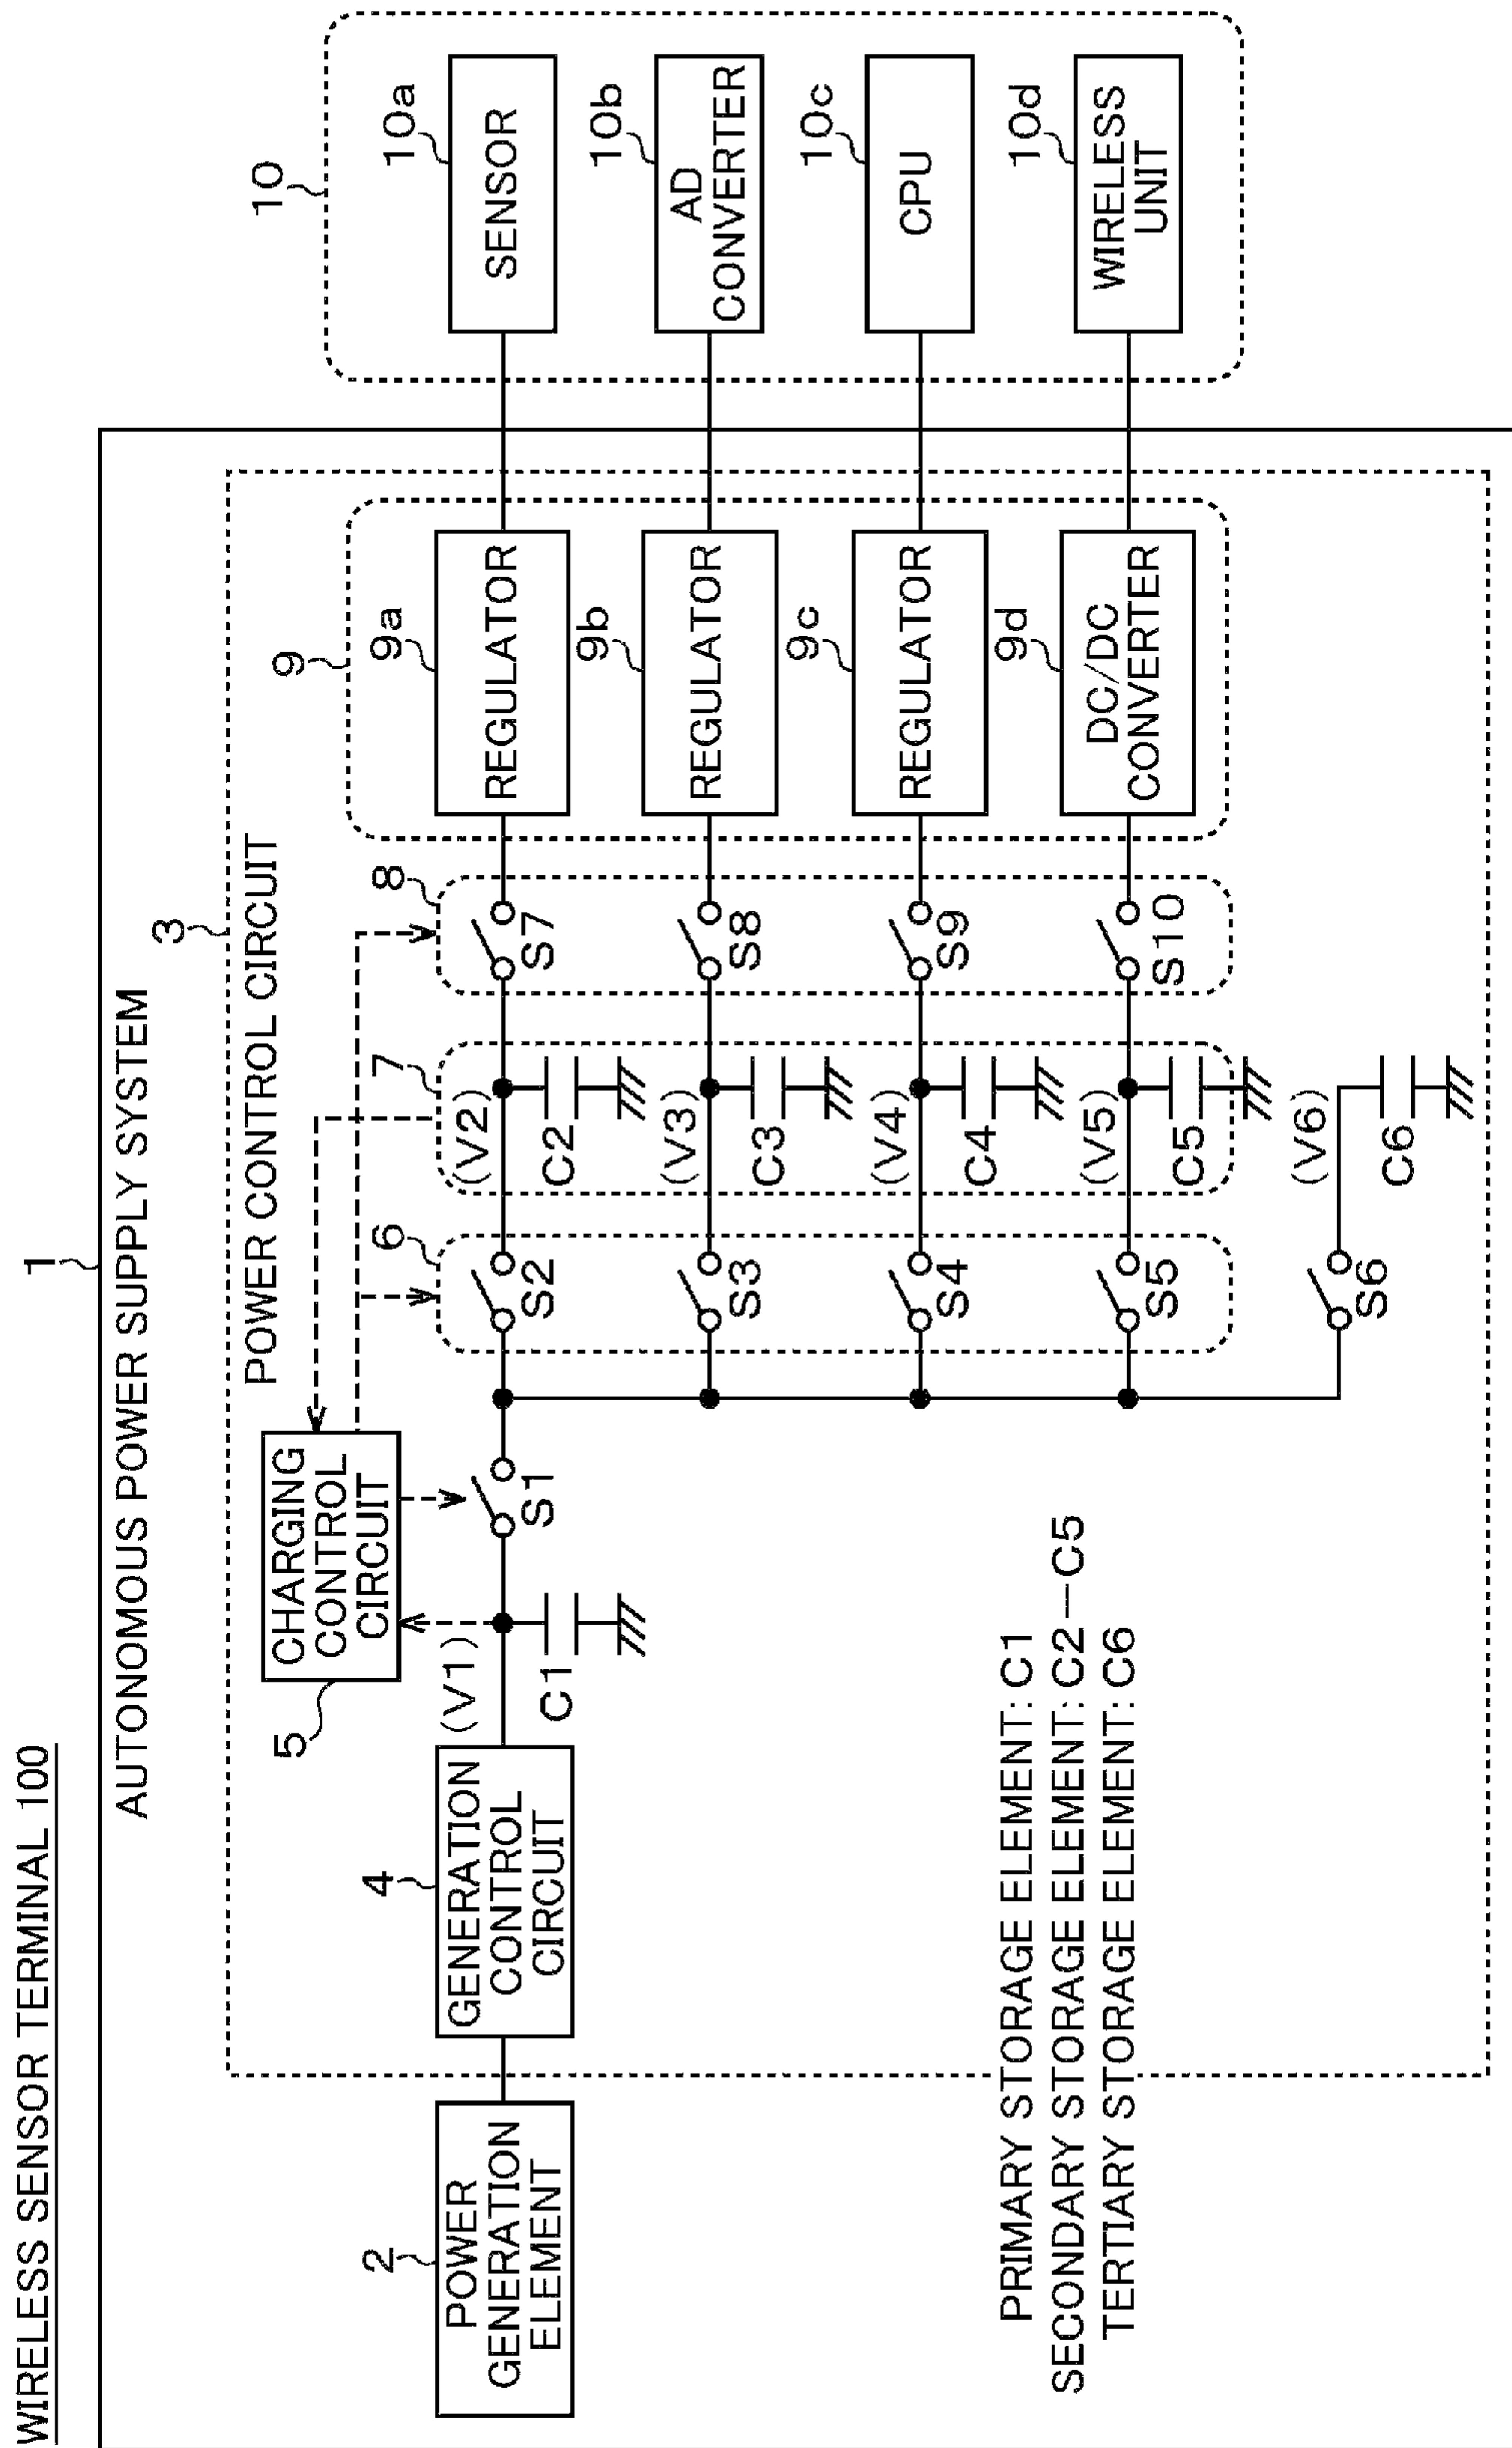 WIRELESS SENSOR TERMINAL 100
1
AUTONOMOUS POWER SUPPLY SYSTEM
3
POWER CONTROL CIRCUIT
2
POWER
GENERATION
ELEMENT
4
GENERATION
CONTROL
CIRCUIT
5
CHARGING
CONTROL
CIRCUIT
(V1)
C1
S1
6
S2
S3
S4
S5
S6
7
(V2)
C2
(V3)
C3
(V4)
C4
(V5)
C5
(V6)
C6
8
S7
S8
S9
S10
9
9a
REGULATOR
9b
REGULATOR
9c
REGULATOR
9d
DC/DC
CONVERTER
10
10a
SENSOR
10b
AD
CONVERTER
10c
CPU
10d
WIRELESS
UNIT
PRIMARY STORAGE ELEMENT: C1
SECONDARY STORAGE ELEMENT: C2—C5
TERTIARY STORAGE ELEMENT: C6